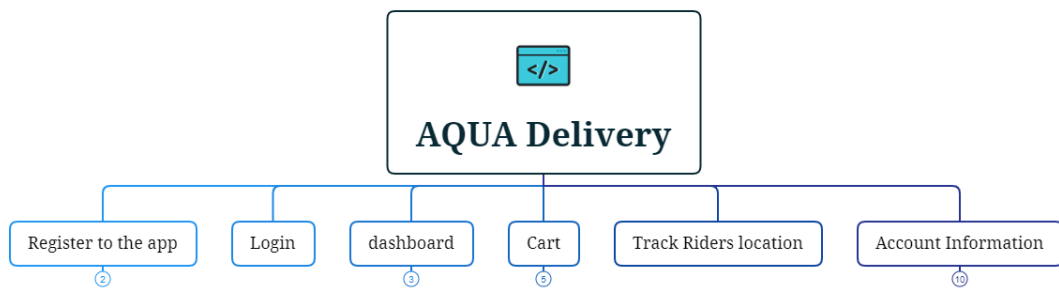 </>
AQUA Delivery
Register to the app
Login
dashboard
Cart
Track Riders location
Account Information
2
3
5
10